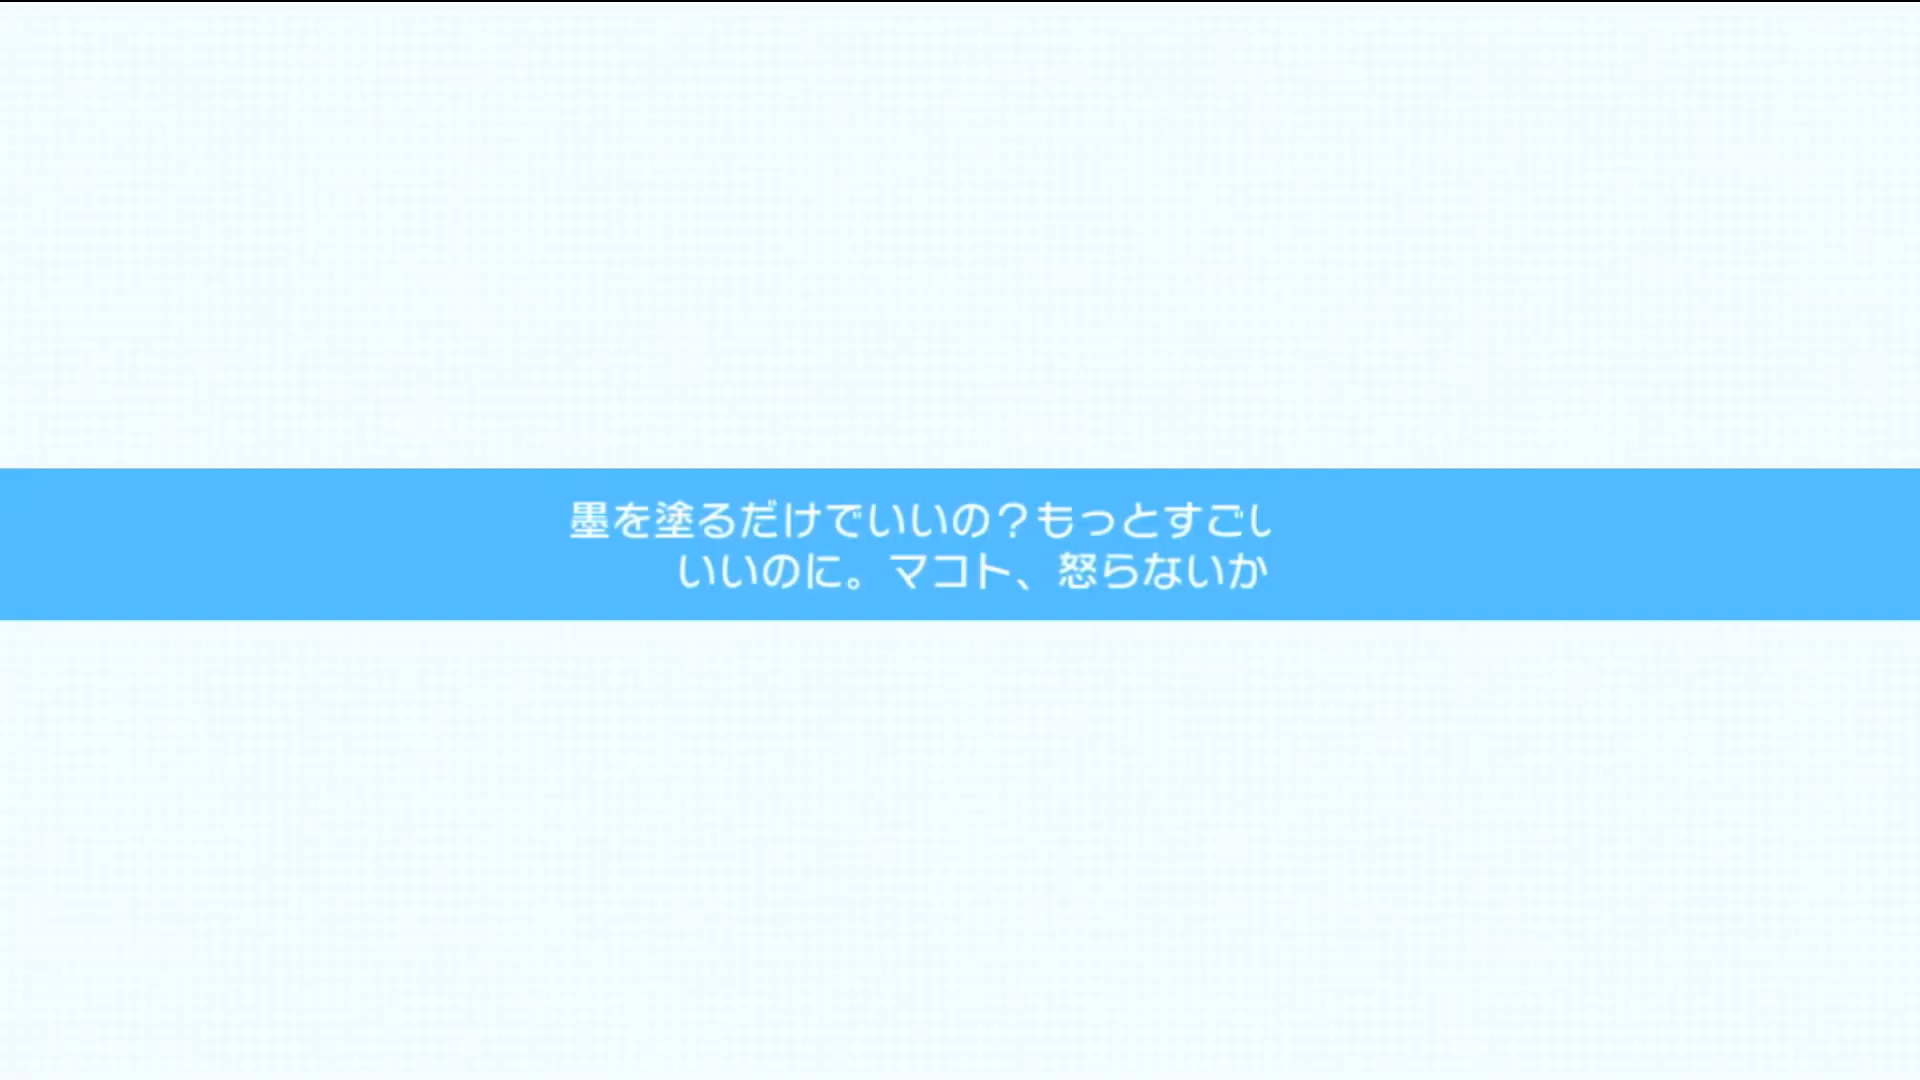 墨を塗るだけでいいの？もっとすご
いいのに。マコト、怒らないか